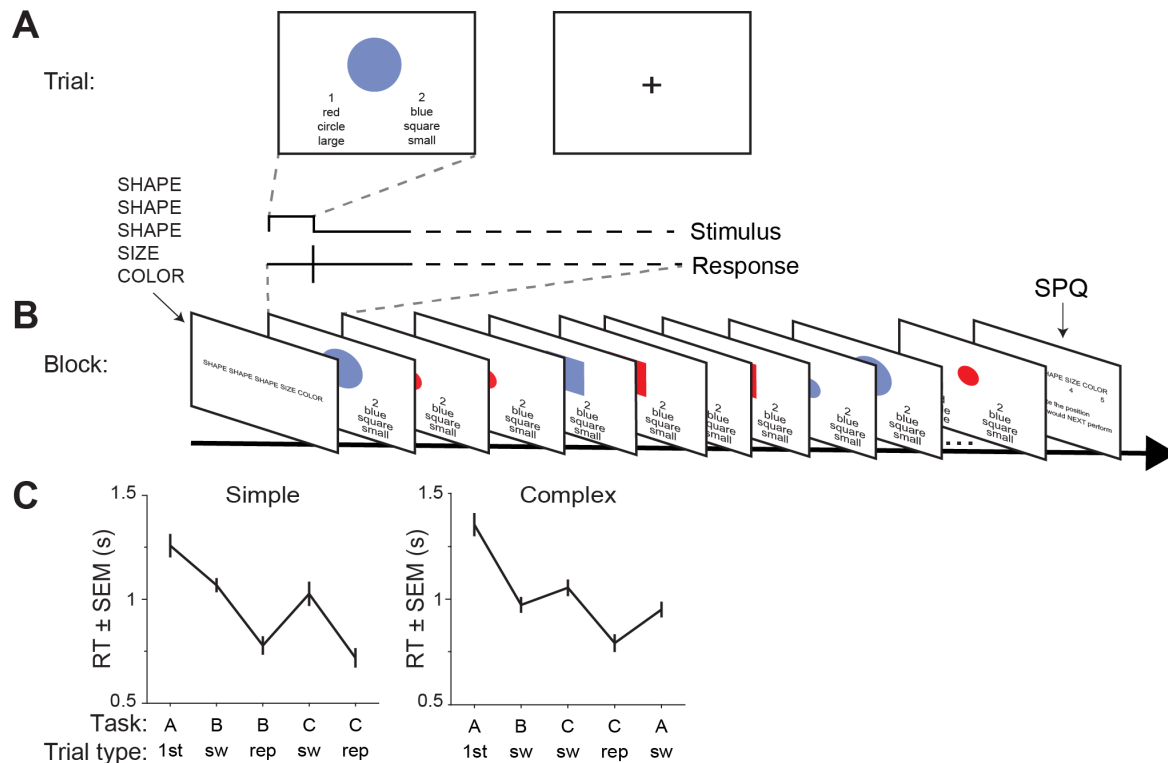 A
Trial:
1 2
red blue
circle square
large small
+
SHAPE
SHAPE
SHAPE
SIZE
COLOR
Stimulus
Response
SPQ
B
Block:
SHAPE SHAPE SHAPE SIZE COLOR
2
blue
square
small
2
blue
square
small
2
blue
square
small
2
blue
square
small
2
blue
square
small
2
blue
square
small
2
blue
square
small
2
blue
square
small
2
blue
square
small
SIZE COLOR
4 5
the position
would NEXT perform
C
Simple
Complex
RT ± SEM (s)
1.5
1
0.5
RT ± SEM (s)
1.5
1
0.5
Task: A B B C C
Trial type: 1st sw rep sw rep
A B C C A
1st sw sw rep sw